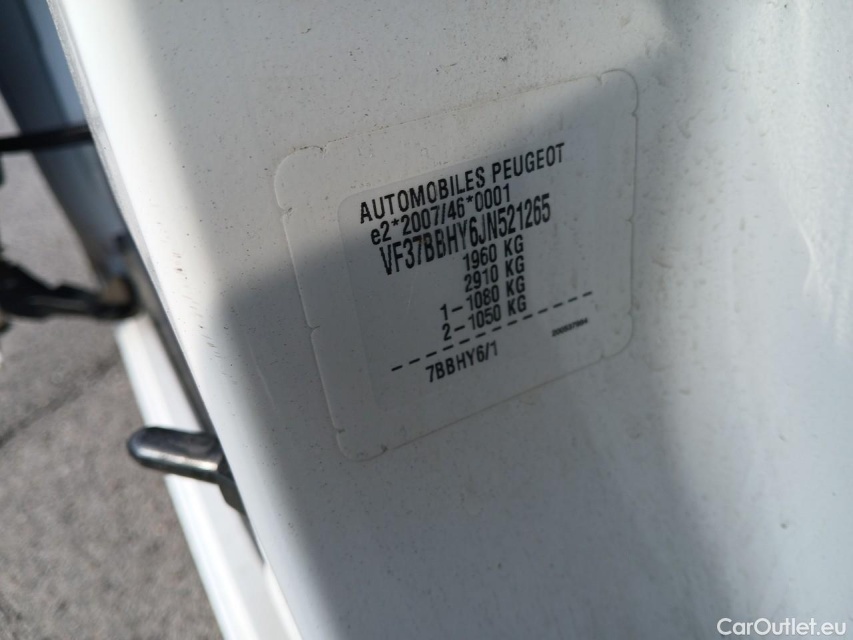 AUTOMOBILES PEUGEOT
e2*2007/46*0001
VF37BBHY6JN521265
1960 KG
2910 KG
1-1080 KG
2-1050 KG
7BBHY6/1
CarOutlet.eu